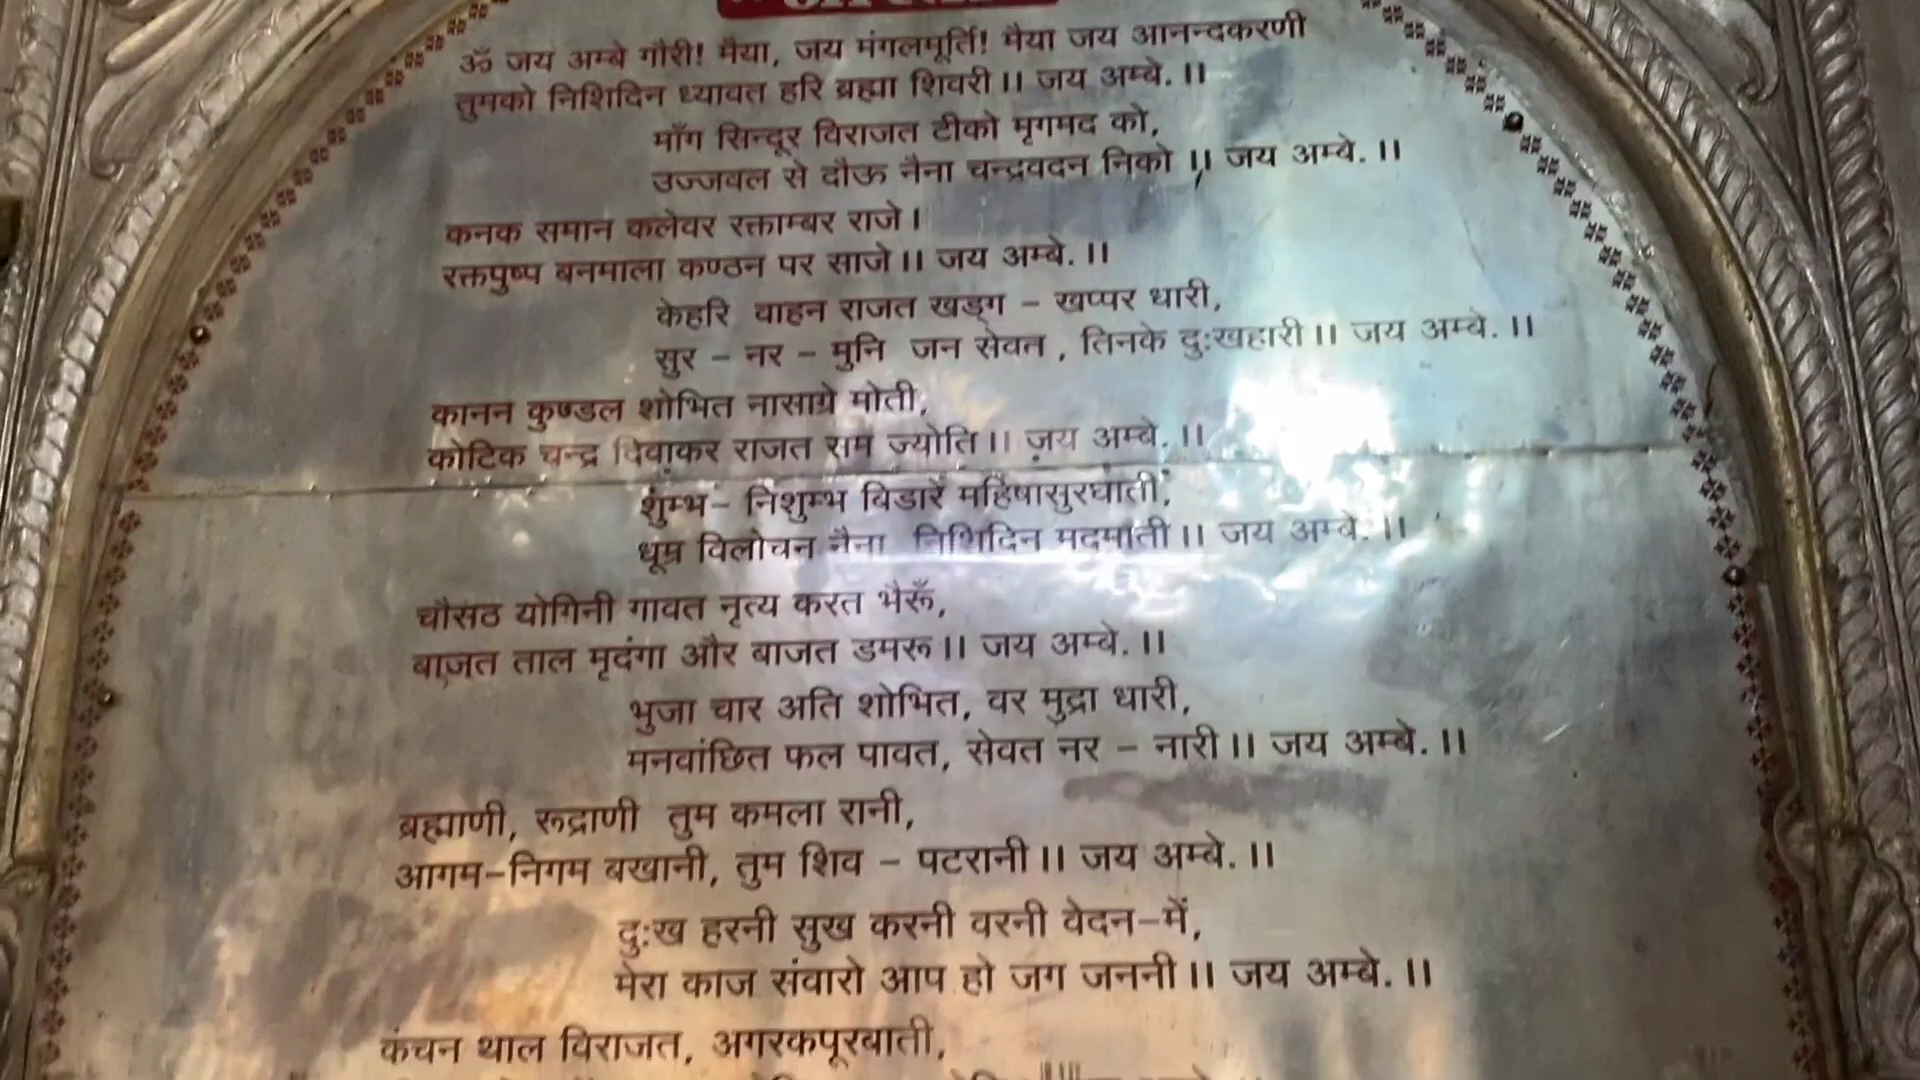 ॐ जय अम्बे गौरी! मैया, जय मंगलमूर्ति! मैया जय आनन्दकरणी
तुमको निशिदिन ध्यावत हरि ब्रह्मा शिवरी ।। जय अम्बे. ।।
माँग सिन्दूर विराजत टीको मृगमद को,
उज्जवल से दौऊ नैना चन्द्रवदन निको ।। जय अम्बे. ।।
कनक समान कलेवर रक्ताम्बर राजे ।
रक्तपुष्प बनमाला कण्ठन पर साजे ।। जय अम्बे. ।।
केहरि वाहन राजत खड्ग – खप्पर धारी,
सुर – नर – मुनि जन सेवत , तिनके दुःखहारी ।। जय अम्बे. ।।
कानन कुण्डल शोभित नासाग्रे मोती,
कोटिक चन्द्र दिवाकर राजत सम ज्योति ।। जय अम्बे. ।।
शुंम्भ– निशुम्भ बिडारें महिषासुरघाती,
धूम्र विलोचन नैना निशिदिन मदमाती ।। जय अम्बे. ।।
चौसठ योगिनी गावत नृत्य करत भैरूँ,
बाजत ताल मृदंगा और बाजत डमरू ।। जय अम्बे. ।।
भुजा चार अति शोभित, वर मुद्रा धारी,
मनवांछित फल पावत, सेवत नर – नारी ।। जय अम्बे. ।।
ब्रह्माणी, रूद्राणी तुम कमला रानी,
आगम–निगम बखानी, तुम शिव – पटरानी ।। जय अम्बे. ।।
दुःख हरनी सुख करनी वरनी वेदन–में,
मेरा काज संवारो आप हो जग जननी ।। जय अम्बे. ।।
कंचन थाल विराजत, अगरकपूरबाती,